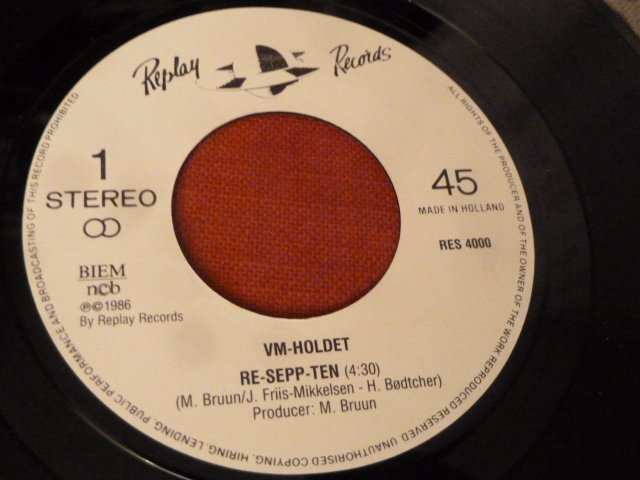 Replay Records
1
STEREO
45
MADE IN HOLLAND
RES 4000
BIEM
ncb
℗©1986
By Replay Records
VM-HOLDET
RE-SEPP-TEN (4:30)
(M. Bruun/J. Friis-Mikkelsen - H. Bødtcher)
Producer: M. Bruun
ALL RIGHTS OF THE PRODUCER AND OF THE OWNER OF THE WORK REPRODUCED RESERVED. UNAUTHORISED COPYING. HIRING. LENDING. PUBLIC PERFORMANCE AND BROADCASTING OF THIS RECORD PROHIBITED